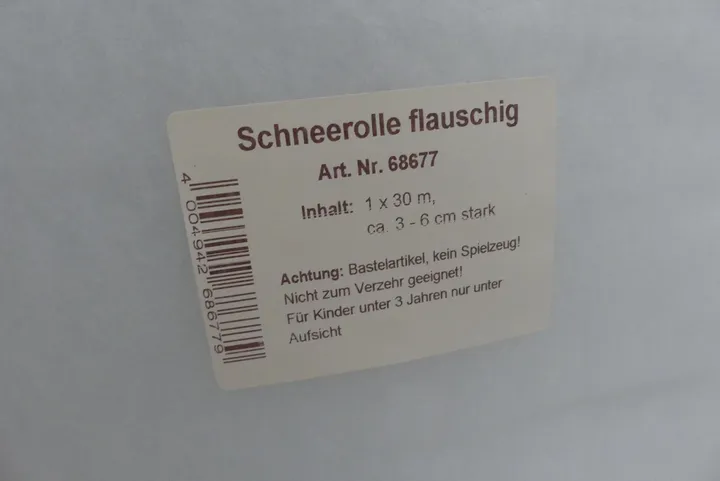 Schneerolle flauschig
Art. Nr. 68677
Inhalt: 1 x 30 m,
ca. 3 - 6 cm stark
Achtung: Bastelartikel, kein Spielzeug!
Nicht zum Verzehr geeignet!
Für Kinder unter 3 Jahren nur unter
Aufsicht
4 004942 686779